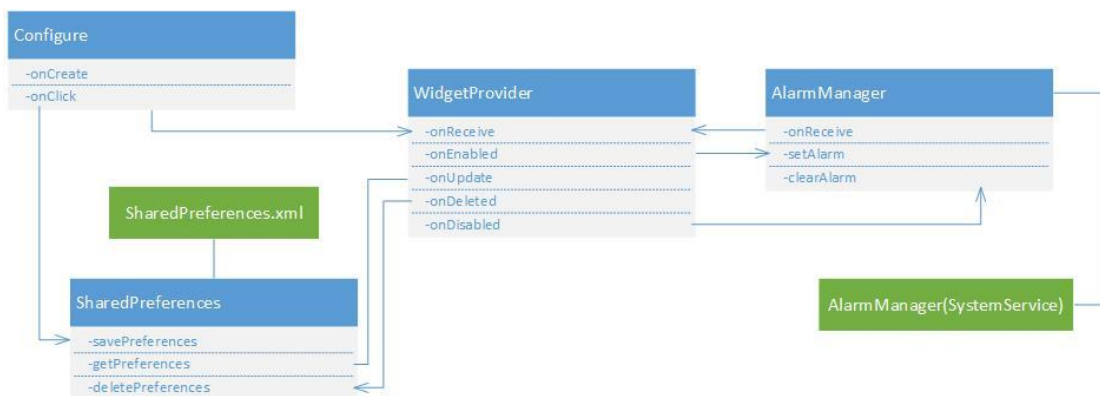 Configure
-onCreate
-onClick
WidgetProvider
-onReceive
-onEnabled
-onUpdate
-onDeleted
-onDisabled
AlarmManager
-onReceive
-setAlarm
-clearAlarm
SharedPreferences.xml
SharedPreferences
-savePreferences
-getPreferences
-deletePreferences
AlarmManager(SystemService)